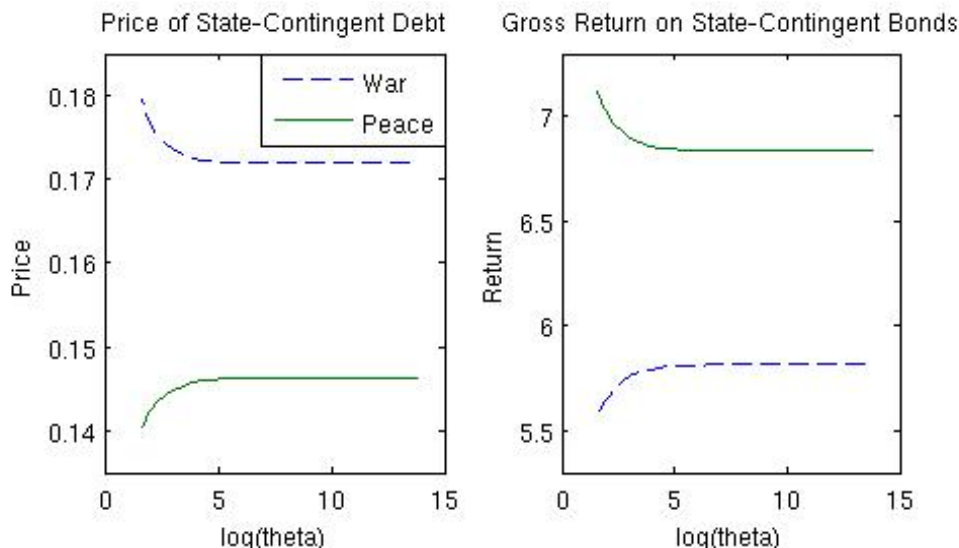 Price of State-Contingent Debt
War
Peace
0.18
0.17
0.16
0.15
0.14
Price
0
5
10
15
log(theta)
Gross Return on State-Contingent Bonds
7
6.5
6
5.5
Return
0
5
10
15
log(theta)